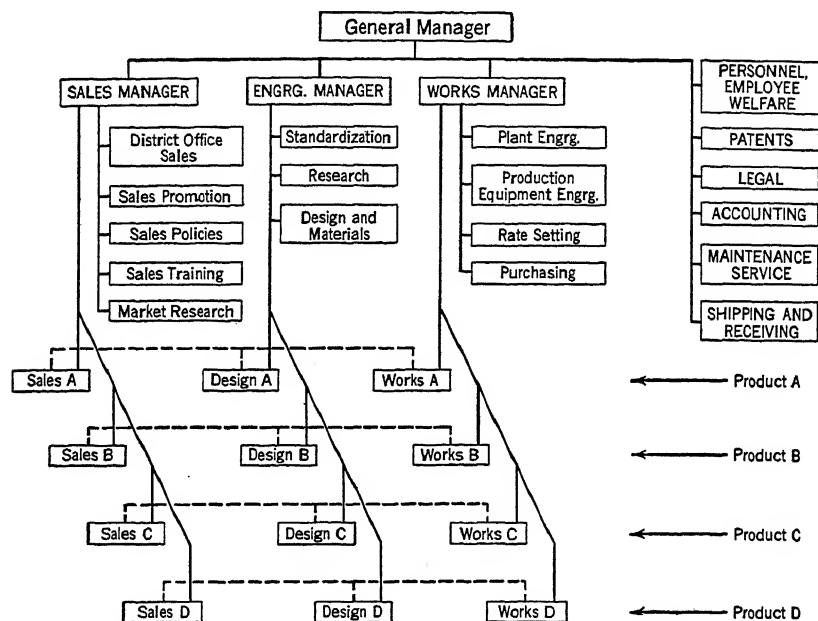 General Manager
SALES MANAGER
ENGRG. MANAGER
WORKS MANAGER
PERSONNEL,
EMPLOYEE
WELFARE
District Office
Sales
Sales Promotion
Sales Policies
Sales Training
Market Research
Standardization
Research
Design and
Materials
Plant Engrg.
Production
Equipment Engrg.
Rate Setting
Purchasing
PATENTS
LEGAL
ACCOUNTING
MAINTENANCE
SERVICE
SHIPPING AND
RECEIVING
Sales A
Design A
Works A
Product A
Sales B
Design B
Works B
Product B
Sales C
Design C
Works C
Product C
Sales D
Design D
Works D
Product D